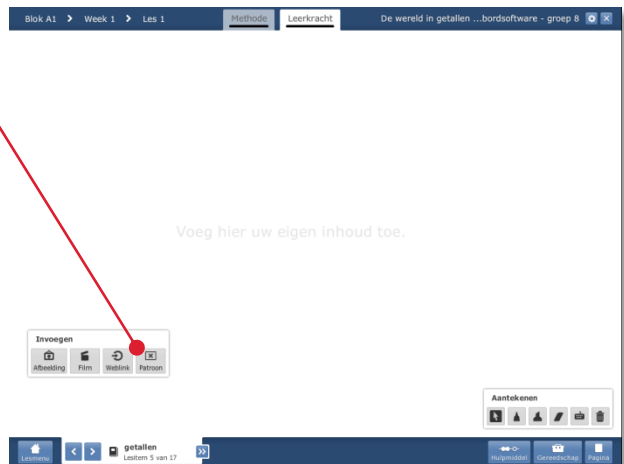 Blok A1 > Week 1 > Les 1 Methode Leerkracht De wereld in getallen ...bordsoftware - groep 8
Voeg hier uw eigen inhoud toe.
Invoegen
Afbeelding Film Weblink Patroon
Aantekenen
Lesmenu getallen Hulpmiddel Gereedschap Pagina
Lesitem 5 van 17